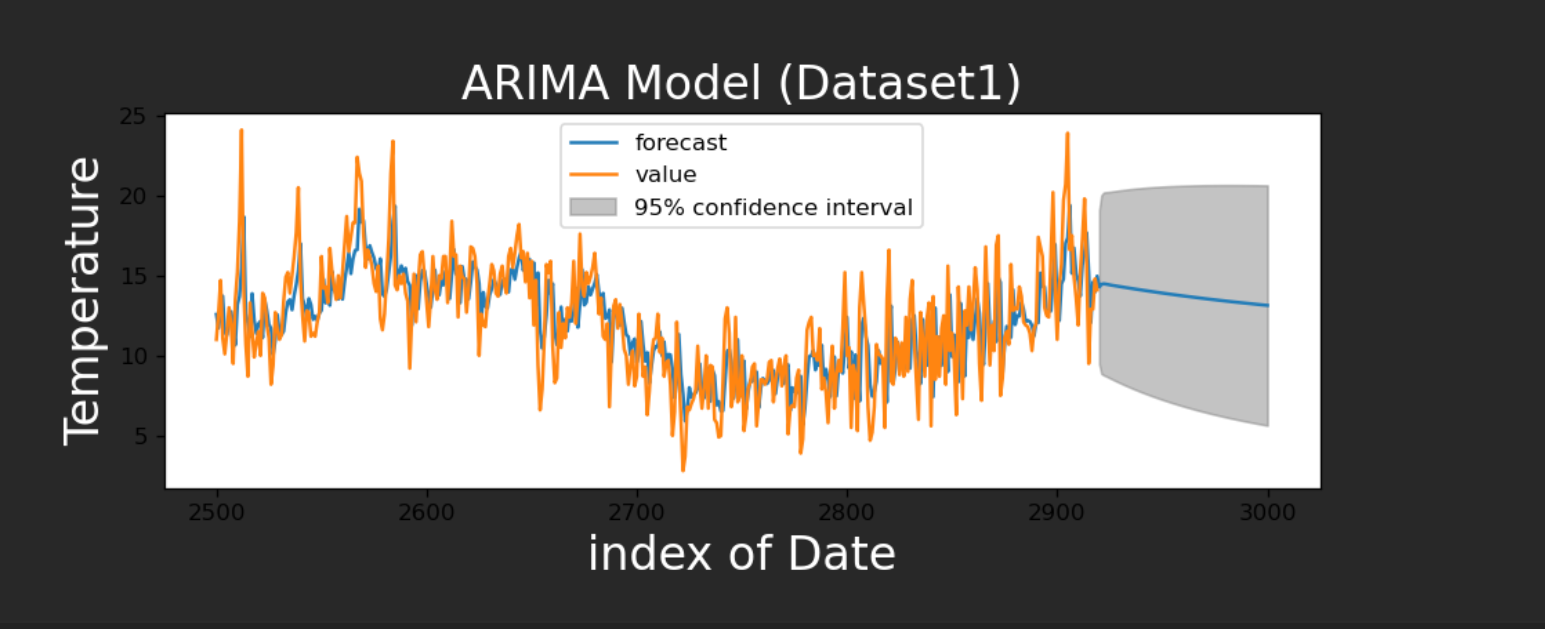 ARIMA Model (Dataset1)
25
20
15
10
5
Temperature
forecast
value
95% confidence interval
2500 2600 2700 2800 2900 3000
index of Date